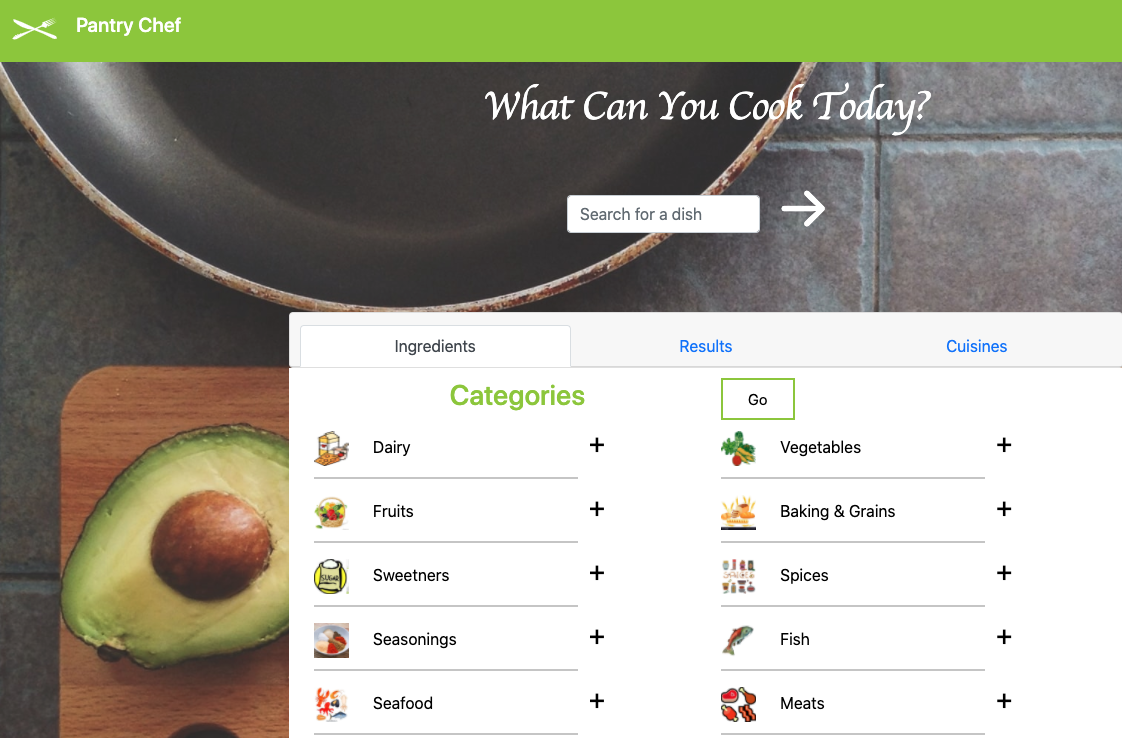 Pantry Chef
What Can You Cook Today?
Search for a dish
Ingredients Results Cuisines
Categories Go
Dairy + Vegetables +
Fruits + Baking & Grains +
SUGAR Sweetners + Spices +
Seasonings + Fish +
Seafood + Meats +